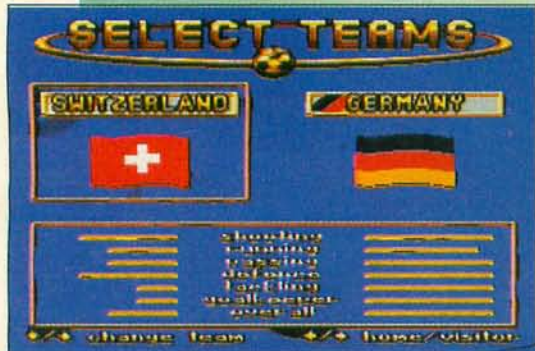 SELECT TEAMS
SWITZERLAND GERMANY
shooting
running
passing
defence
tackling
goalkeeper
over all
change team home/visitor